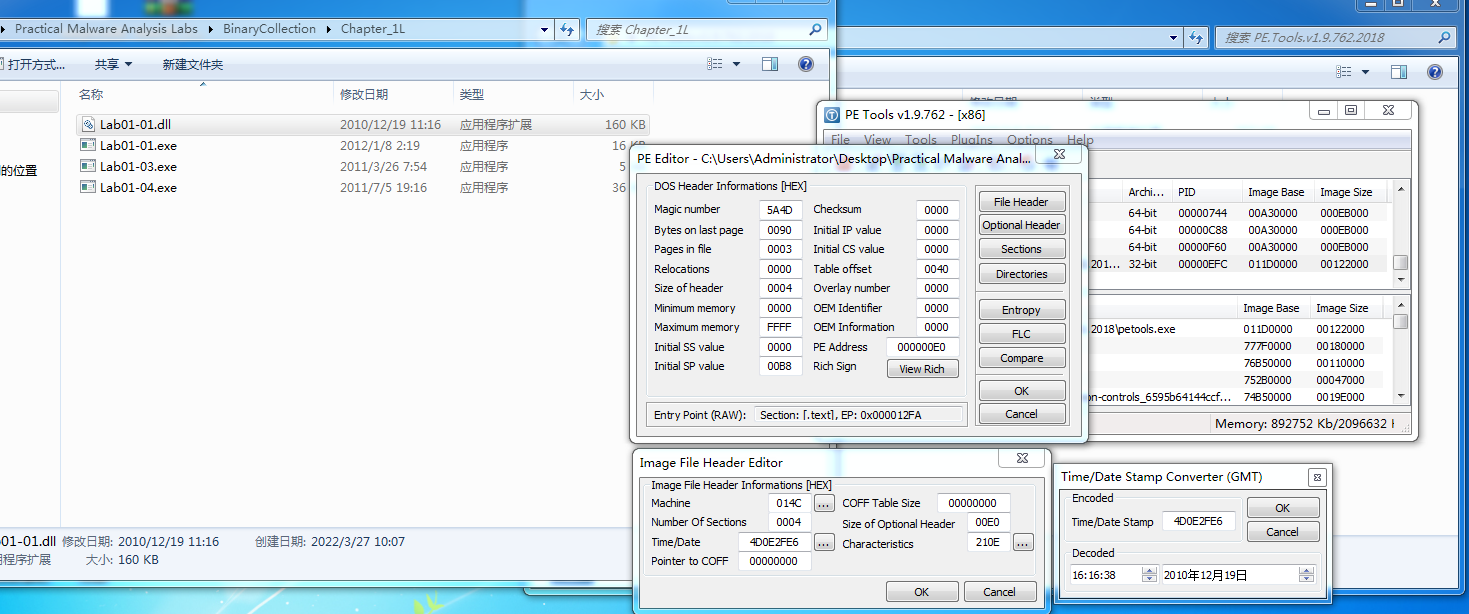 Practical Malware Analysis Labs ▸ BinaryCollection ▸ Chapter_1L
搜索 Chapter_1L
搜索 PE.Tools.v1.9.762.2018
打开方式...
共享
新建文件夹
名称 修改日期 类型 大小
Lab01-01.dll 2010/12/19 11:16 应用程序扩展 160 KB
Lab01-01.exe 2012/1/8 2:19 应用程序 16
Lab01-03.exe 2011/3/26 7:54 应用程序 5
Lab01-04.exe 2011/7/5 19:16 应用程序 36
的位置
01-01.dll 修改日期: 2010/12/19 11:16 创建日期: 2022/3/27 10:07
程序扩展 大小: 160 KB
PE Tools v1.9.762 - [x86]
File View Tools PlugIns Options Help
Archi... PID Image Base Image Size
64-bit 00000744 00A30000 000EB000
64-bit 00000C88 00A30000 000EB000
64-bit 00000F60 00A30000 000EB000
201... 32-bit 00000EFC 011D0000 00122000
Image Base Image Size
2018\petools.exe 011D0000 00122000
777F0000 00180000
76B50000 00110000
752B0000 00047000
on-controls_6595b64144ccf... 74B50000 0019E000
Memory: 892752 Kb/2096632
PE Editor - C:\Users\Administrator\Desktop\Practical Malware Anal...
DOS Header Informations [HEX]
Magic number 5A4D Checksum 0000
Bytes on last page 0090 Initial IP value 0000
Pages in file 0003 Initial CS value 0000
Relocations 0000 Table offset 0040
Size of header 0004 Overlay number 0000
Minimum memory 0000 OEM Identifier 0000
Maximum memory FFFF OEM Information 0000
Initial SS value 0000 PE Address 000000E0
Initial SP value 00B8 Rich Sign View Rich
Entry Point (RAW): Section: [.text], EP: 0x000012FA
File Header
Optional Header
Sections
Directories
Entropy
FLC
Compare
OK
Cancel
Image File Header Editor
Image File Header Informations [HEX]
Machine 014C ... COFF Table Size 00000000
Number Of Sections 0004 Size of Optional Header 00E0
Time/Date 4D0E2FE6 ... Characteristics 210E ...
Pointer to COFF 00000000
OK Cancel
Time/Date Stamp Converter (GMT)
Encoded
Time/Date Stamp 4D0E2FE6
OK
Cancel
Decoded
16:16:38 2010年12月19日